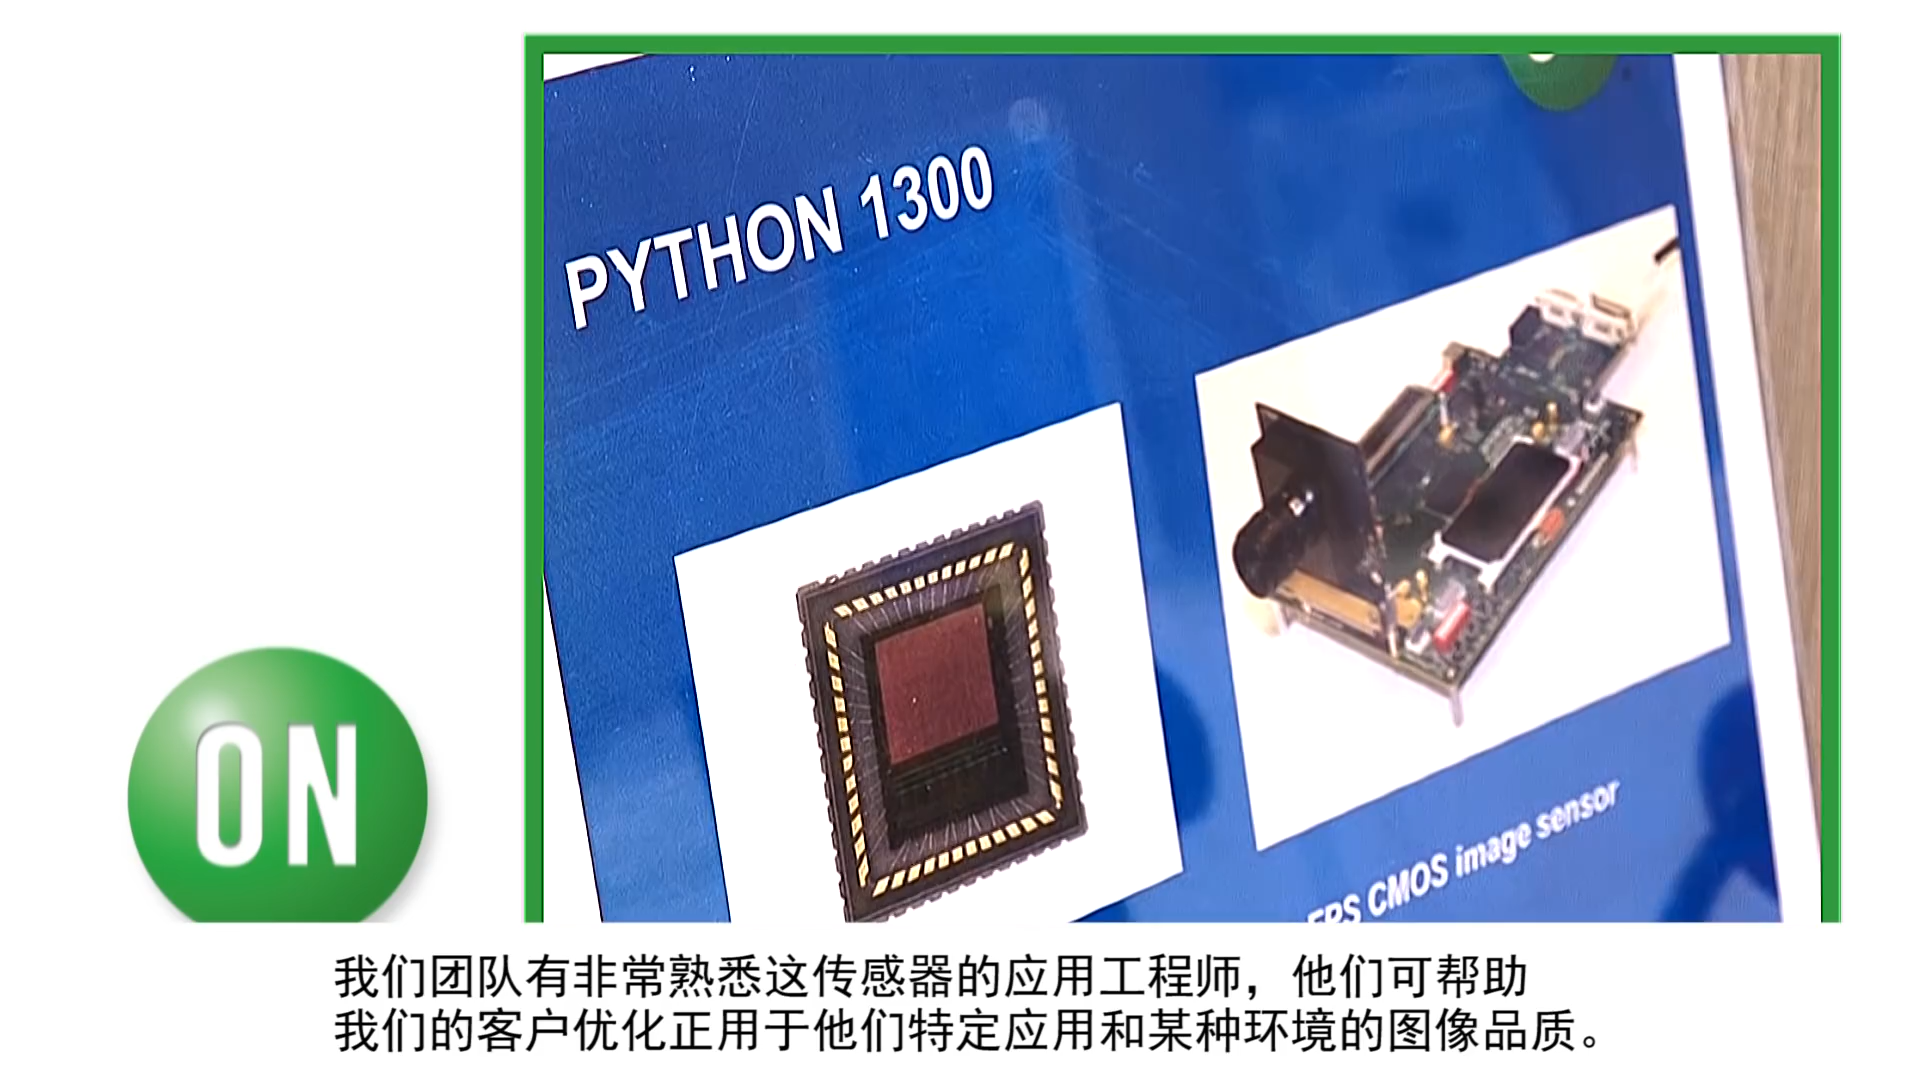 PYTHON 1300
FPS CMOS image sensor
ON
我们团队有非常熟悉这传感器的应用工程师，他们可帮助
我们的客户优化正用于他们特定应用和某种环境的图像品质。